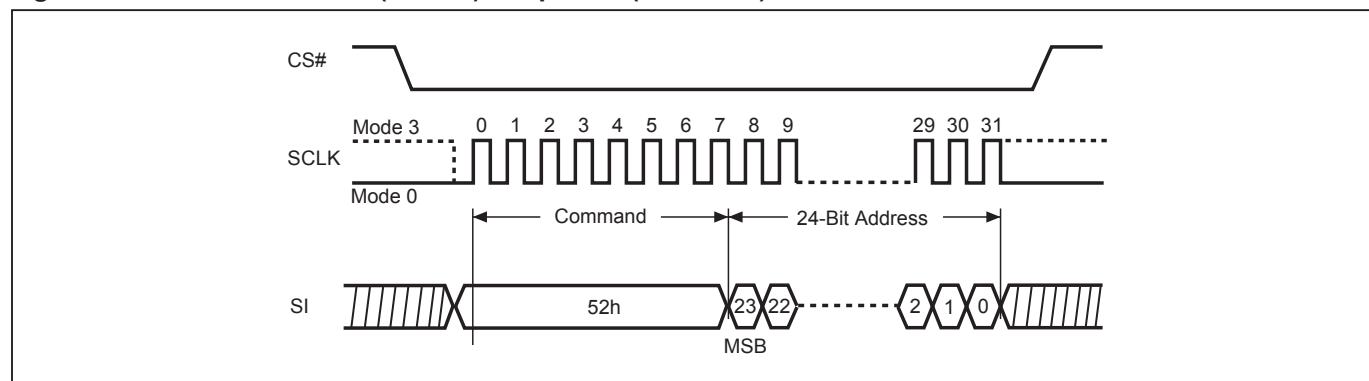 CS#
Mode 3
0 1 2 3 4 5 6 7 8 9 29 30 31
SCLK
Mode 0
Command 24-Bit Address
SI 52h 23 22 2 1 0
MSB